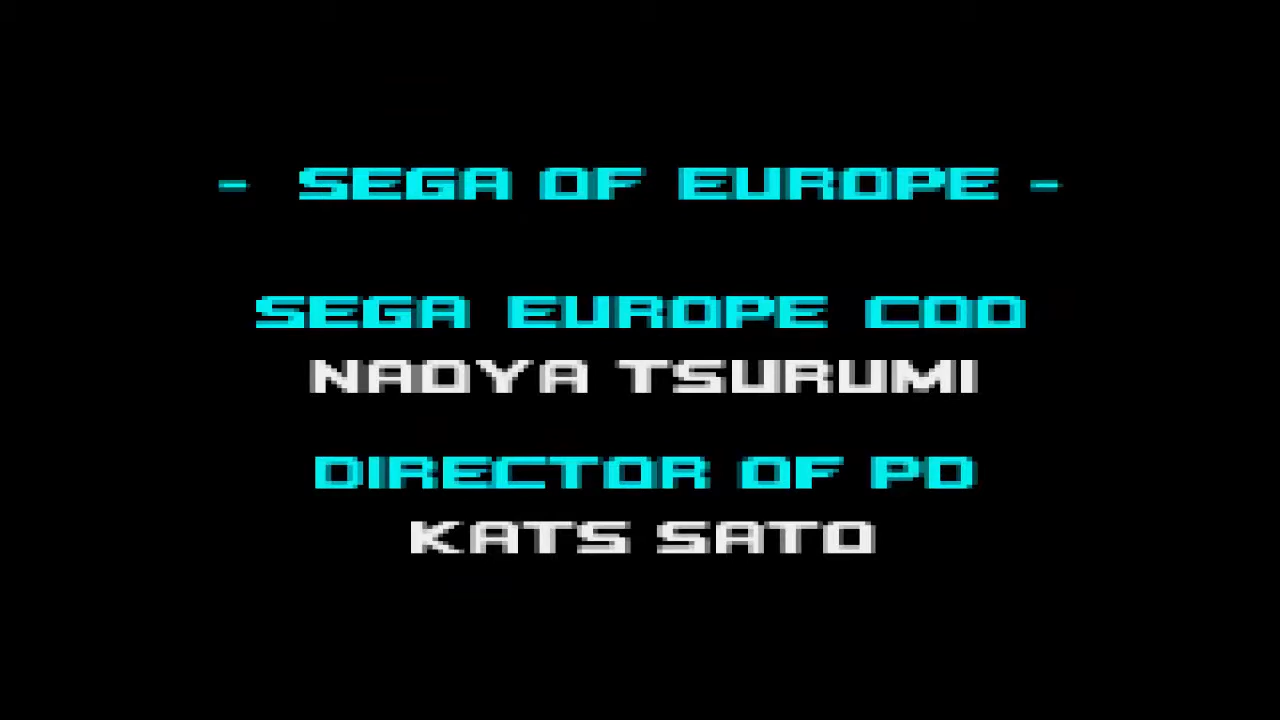 - SEGA OF EUROPE -
SEGA EUROPE COO
NAOYA TSURUMI
DIRECTOR OF PD
KATS SATO